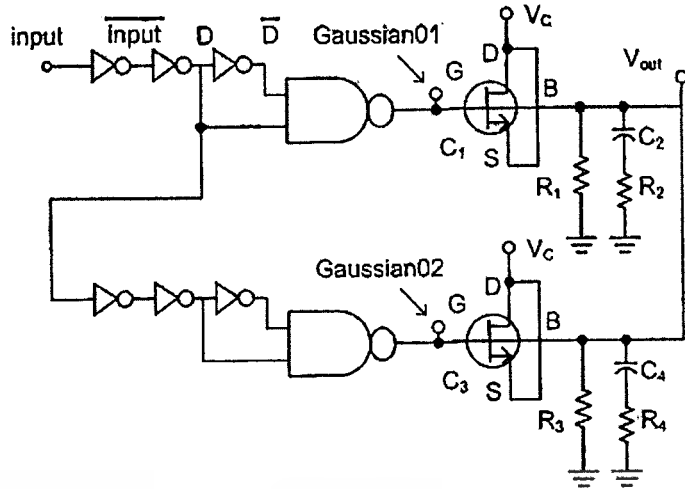 input
input
D
D
Gaussian01
G
D
V_C
B
V_out
C_1
S
R_1
C_2
R_2
Gaussian02
G
D
V_C
B
C_3
S
R_3
C_4
R_4